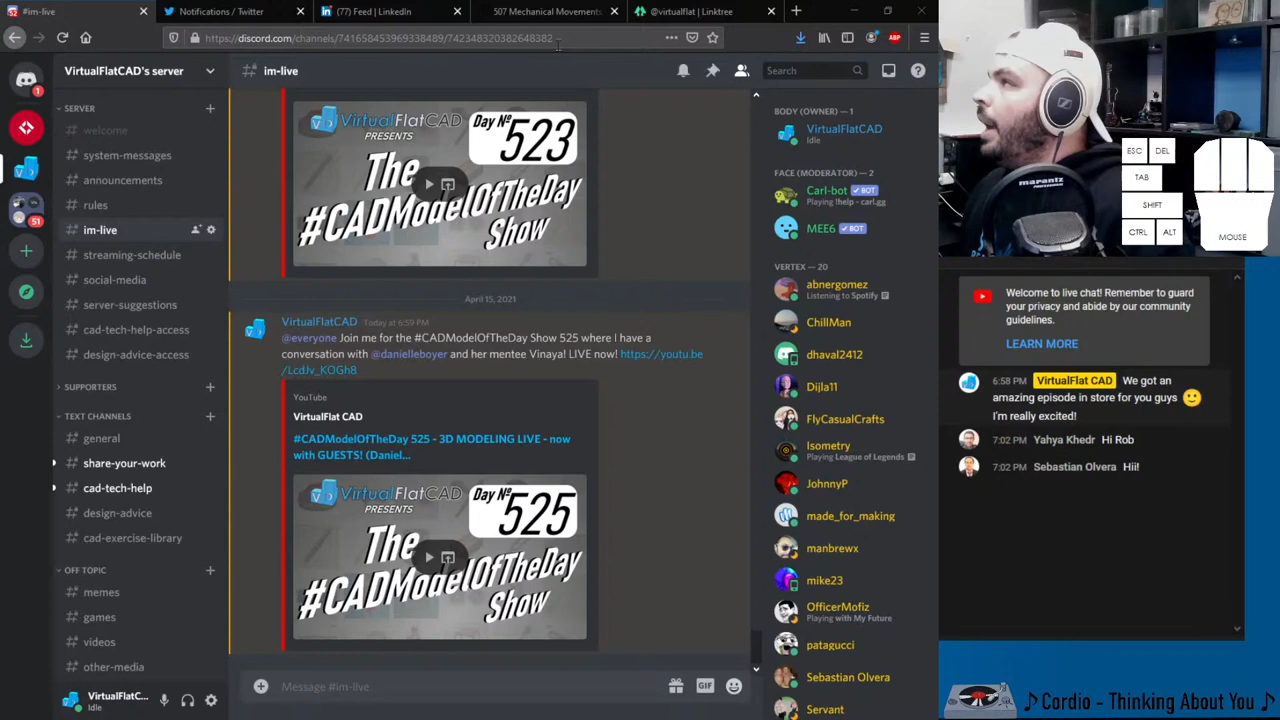 #im-live
Notifications / Twitter
(77) Feed | LinkedIn
507 Mechanical Movements
@virtualflat | Linktree
https://discord.com/channels/741658453969338489/742348320382648382
ABP
VirtualFlatCAD's server
im-live
Search
1
51
SERVER
welcome
system-messages
announcements
rules
im-live
streaming-schedule
social-media
server-suggestions
cad-tech-help-access
design-advice-access
SUPPORTERS
TEXT CHANNELS
general
share-your-work
cad-tech-help
design-advice
cad-exercise-library
OFF TOPIC
memes
games
videos
other-media
VirtualFlatC...
Idle
VirtualFlatCAD
PRESENTS
Day № 523
The
#CADModelOfTheDay
Show
April 15, 2021
VirtualFlatCAD Today at 6:59 PM
@everyone Join me for the #CADModelOfTheDay Show 525 where I have a
conversation with @danielleboyer and her mentee Vinaya! LIVE now! https://youtu.be
/LcdJv_KOGh8
YouTube
VirtualFlat CAD
#CADModelOfTheDay 525 - 3D MODELING LIVE - now
with GUESTS! (Daniel...
VirtualFlatCAD
PRESENTS
Day № 525
The
#CADModelOfTheDay
Show
Message #im-live
GIF
BODY (OWNER) — 1
VirtualFlatCAD
Idle
FACE (MODERATOR) — 2
Carl-bot BOT
Playing !help - carl.gg
MEE6 BOT
VERTEX — 20
abnergomez
Listening to Spotify
ChillMan
dhaval2412
Dijla11
FlyCasualCrafts
Isometry
Playing League of Legends
JohnnyP
made_for_making
manbrewx
mike23
OfficerMofiz
Playing with My Future
patagucci
Sebastian Olvera
Servant
marantz
PROFESSIONAL
ESC
DEL
TAB
SHIFT
CTRL
ALT
MOUSE
Welcome to live chat! Remember to guard
your privacy and abide by our community
guidelines.
LEARN MORE
6:58 PM VirtualFlat CAD We got an
amazing episode in store for you guys
I'm really excited!
7:02 PM Yahya Khedr Hi Rob
7:02 PM Sebastian Olvera Hii!
♪ Cordio - Thinking About You ♪